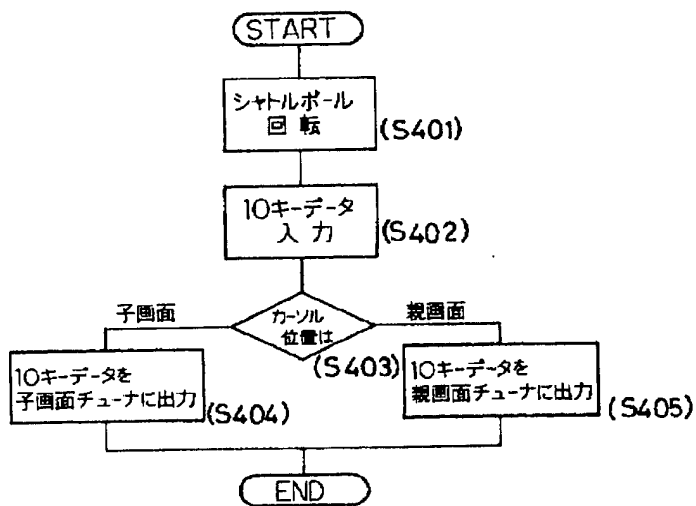 START
シャトルボール
回転
(S401)
10キーデータ
入力
(S402)
カーソル
位置は
(S403)
子画面
親画面
10キーデータを
子画面チューナに出力
(S404)
10キーデータを
親画面チューナに出力
(S405)
END